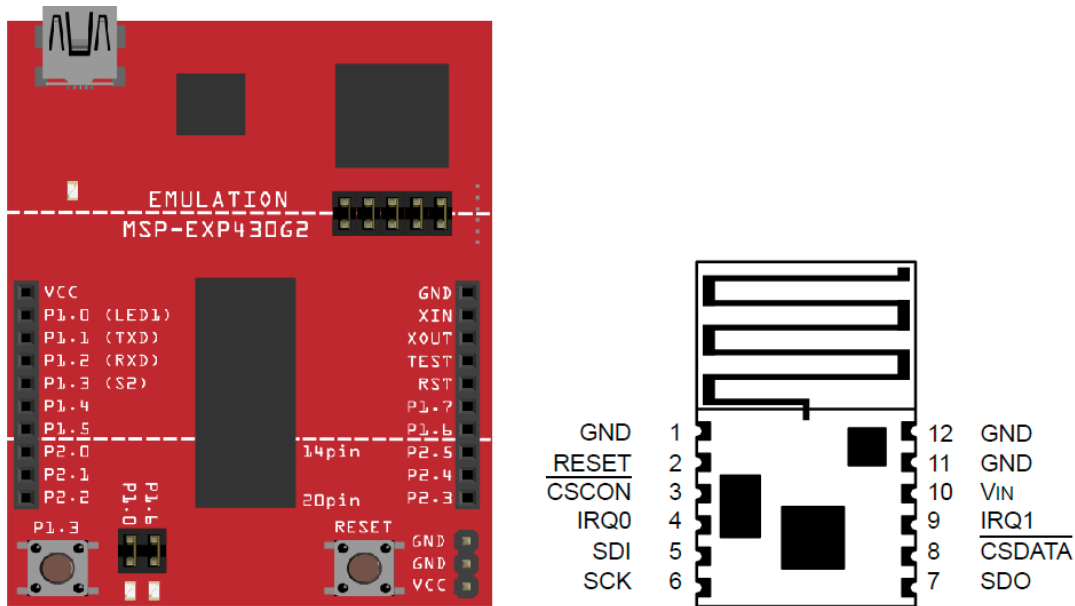 EMULATION
MSP-EXP430G2
VCC
P1.0 (LED1)
P1.1 (TXD)
P1.2 (RXD)
P1.3 (S2)
P1.4
P1.5
P2.0
P2.1
P2.2
GND
XIN
XOUT
TEST
RST
P1.7
P1.6
P2.5
P2.4
P2.3
14pin
20pin
P1.3
P1.0
P1.6
RESET
GND
GND
VCC
GND 1
RESET 2
CSCON 3
IRQ0 4
SDI 5
SCK 6
12 GND
11 GND
10 VIN
9 IRQ1
8 CSDATA
7 SDO